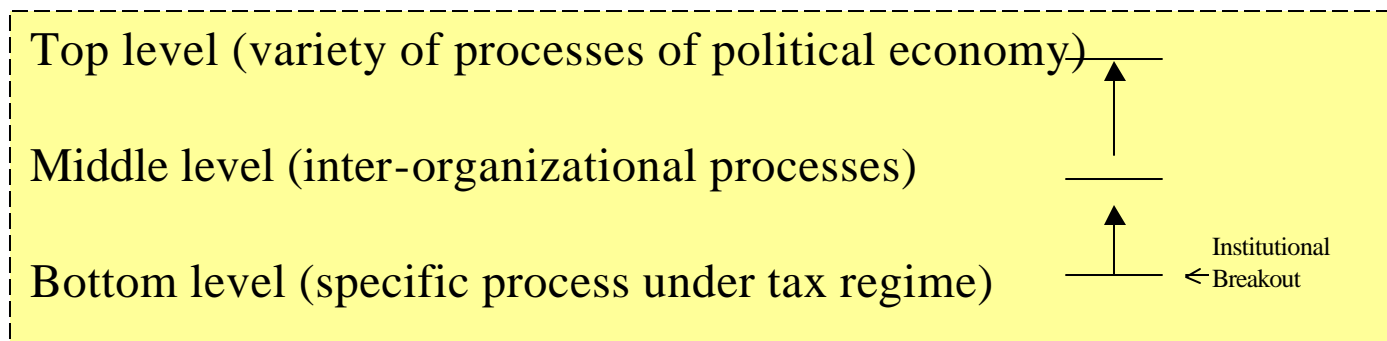 Top level (variety of processes of political economy)
Middle level (inter-organizational processes)
Institutional
Bottom level (specific process under tax regime)
Breakout